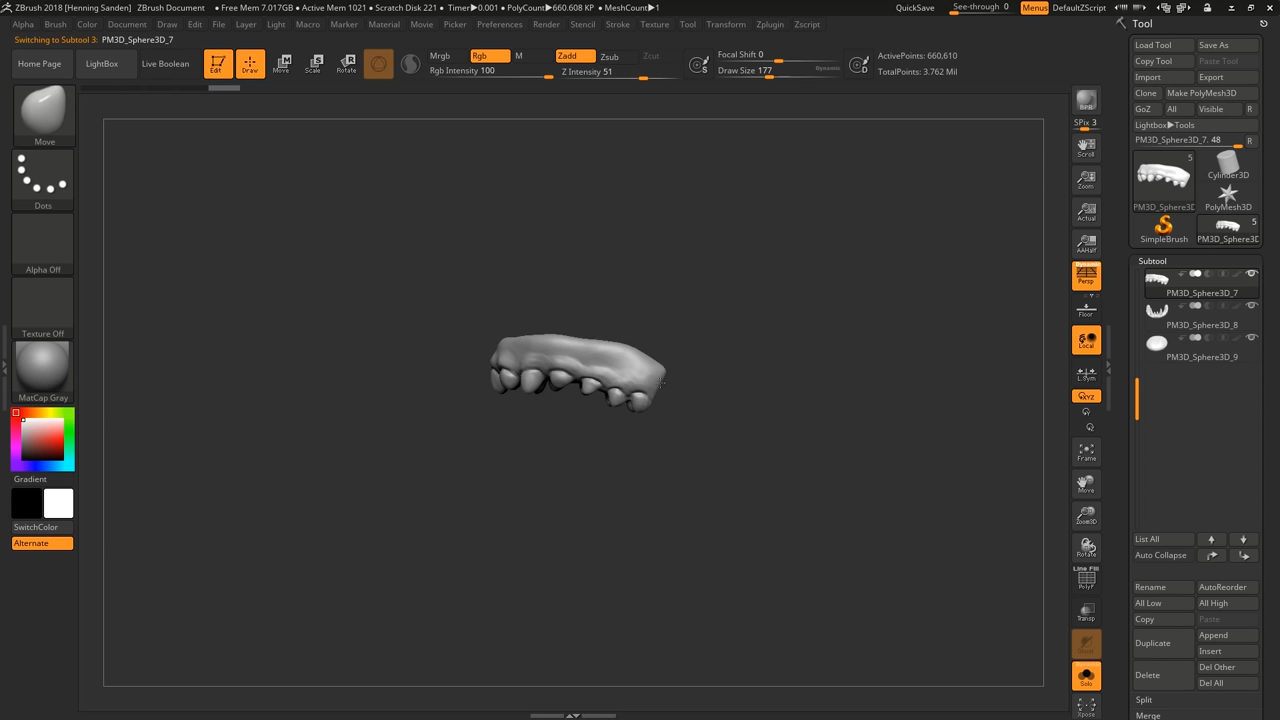 ZBrush 2018 [Henning Sanden] ZBrush Document • Free Mem 7.017GB • Active Mem 1021 • Scratch Disk 221 • Timer▶0.001 • PolyCount▶660.608 KP • MeshCount▶1 QuickSave See-through 0 Menus DefaultZScript
Alpha Brush Color Document Draw Edit File Layer Light Macro Marker Material Movie Picker Preferences Render Stencil Stroke Texture Tool Transform Zplugin Zscript
Switching to Subtool 3: PM3D_Sphere3D_7
Home Page LightBox Live Boolean Edit Draw Move Scale Rotate
Mrgb Rgb M Zadd Zsub Zcut
Rgb Intensity 100 Z Intensity 51
Focal Shift 0 ActivePoints: 660,610
Draw Size 177 Dynamic TotalPoints: 3.762 Mil
S D
Move
Dots
Alpha Off
Texture Off
MatCap Gray
Gradient
SwitchColor
Alternate
BPR
SPix 3
Scroll
Zoom
Actual
AAHalf
Dynamic
Persp
Floor
Local
L.Sym
XYZ
Frame
Move
Zoom3D
Rotate
Line Fill
PolyF
Transp
Solo
Xpose
Tool
Load Tool Save As
Copy Tool Paste Tool
Import Export
Clone Make PolyMesh3D
GoZ All Visible R
Lightbox▶Tools
PM3D_Sphere3D_7. 48 R
5 Cylinder3D
PM3D_Sphere3D PolyMesh3D
SimpleBrush 5 PM3D_Sphere3D
Subtool
PM3D_Sphere3D_7
PM3D_Sphere3D_8
PM3D_Sphere3D_9
List All
Auto Collapse
Rename AutoReorder
All Low All High
Copy Paste
Duplicate Append
Insert
Delete Del Other
Del All
Split
Merge